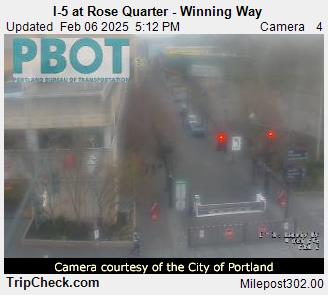 I-5 at Rose Quarter - Winning Way
Updated Feb 06 2025 5:12 PM Camera 4
PBOT
PORTLAND BUREAU OF TRANSPORTATION
Camera courtesy of the City of Portland
TripCheck.com Milepost302.00